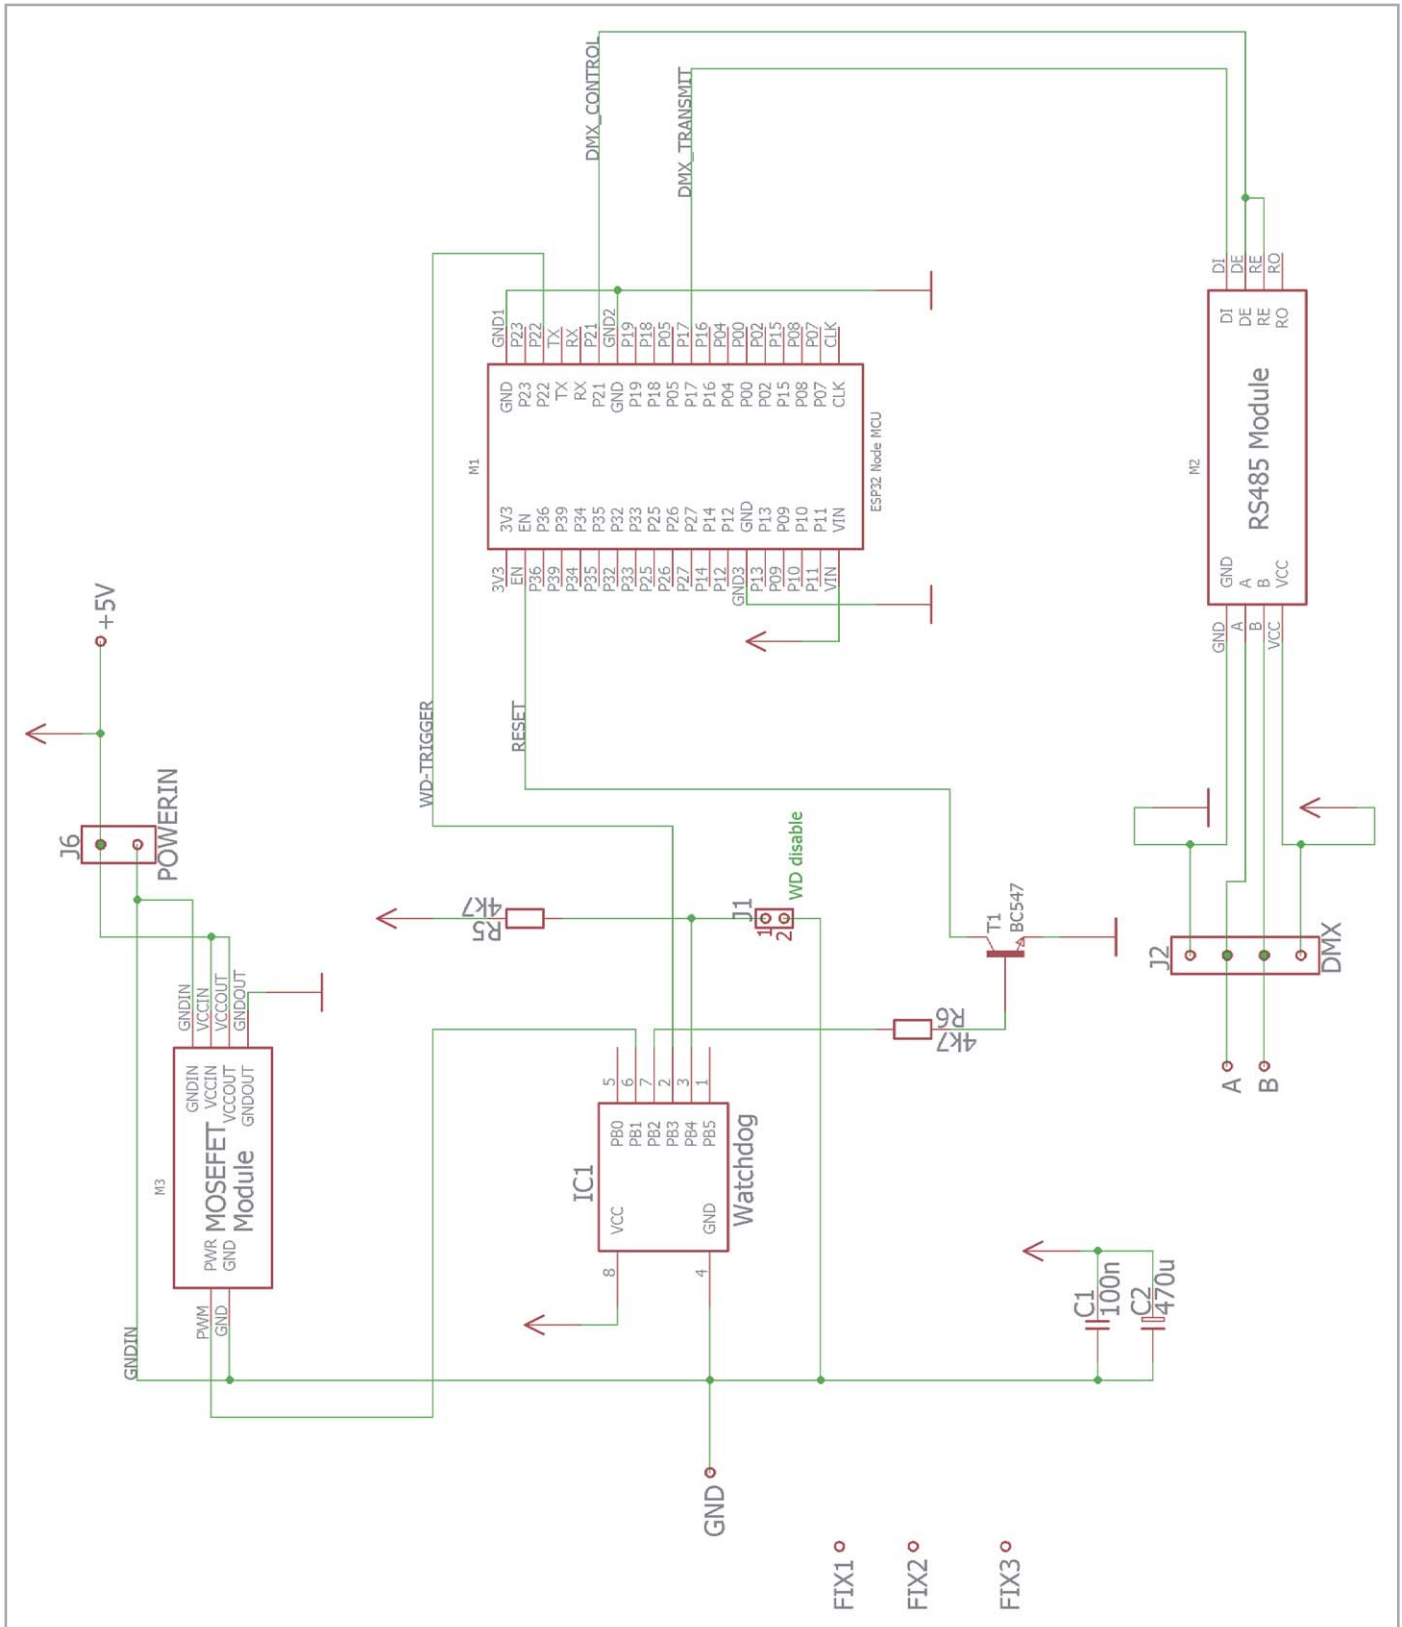 DMX_CONTROL
DMX_TRANSMIT
GND1
P23
P22
TX
RX
P21
GND2
P19
P18
P05
P17
P16
P04
P00
P02
P15
P08
P07
CLK
GND
P23
P22
TX
RX
P21
GND
P19
P18
P05
P17
P16
P04
P00
P02
P15
P08
P07
CLK
M1
ESP32 Node MCU
3V3
EN
P36
P39
P34
P35
P32
P33
P25
P26
P27
P14
P12
GND
P13
P09
P10
P11
VIN
3V3
EN
P36
P39
P34
P35
P32
P33
P25
P26
P27
P14
P12
GND3
P13
P09
P10
P11
VIN
DI
DE
RE
RO
DI
DE
RE
RO
M2
RS485 Module
GND
A
B
VCC
GND
A
B
VCC
+5V
J6
POWERIN
WD-TRIGGER
RESET
R5
4k7
J1
1
2
WD disable
T1
BC547
R6
4k7
J2
DMX
A
B
GNDIN
VCCIN
VCCOUT
GNDOUT
GNDIN
VCCIN
VCCOUT
GNDOUT
M3
MOSEFET
Module
PWR
GND
PWM
GND
GNDIN
5
6
7
2
3
1
PB0
PB1
PB2
PB3
PB4
PB5
IC1
Watchdog
VCC
GND
8
4
C1
100n
C2
470u
GND
FIX1
FIX2
FIX3